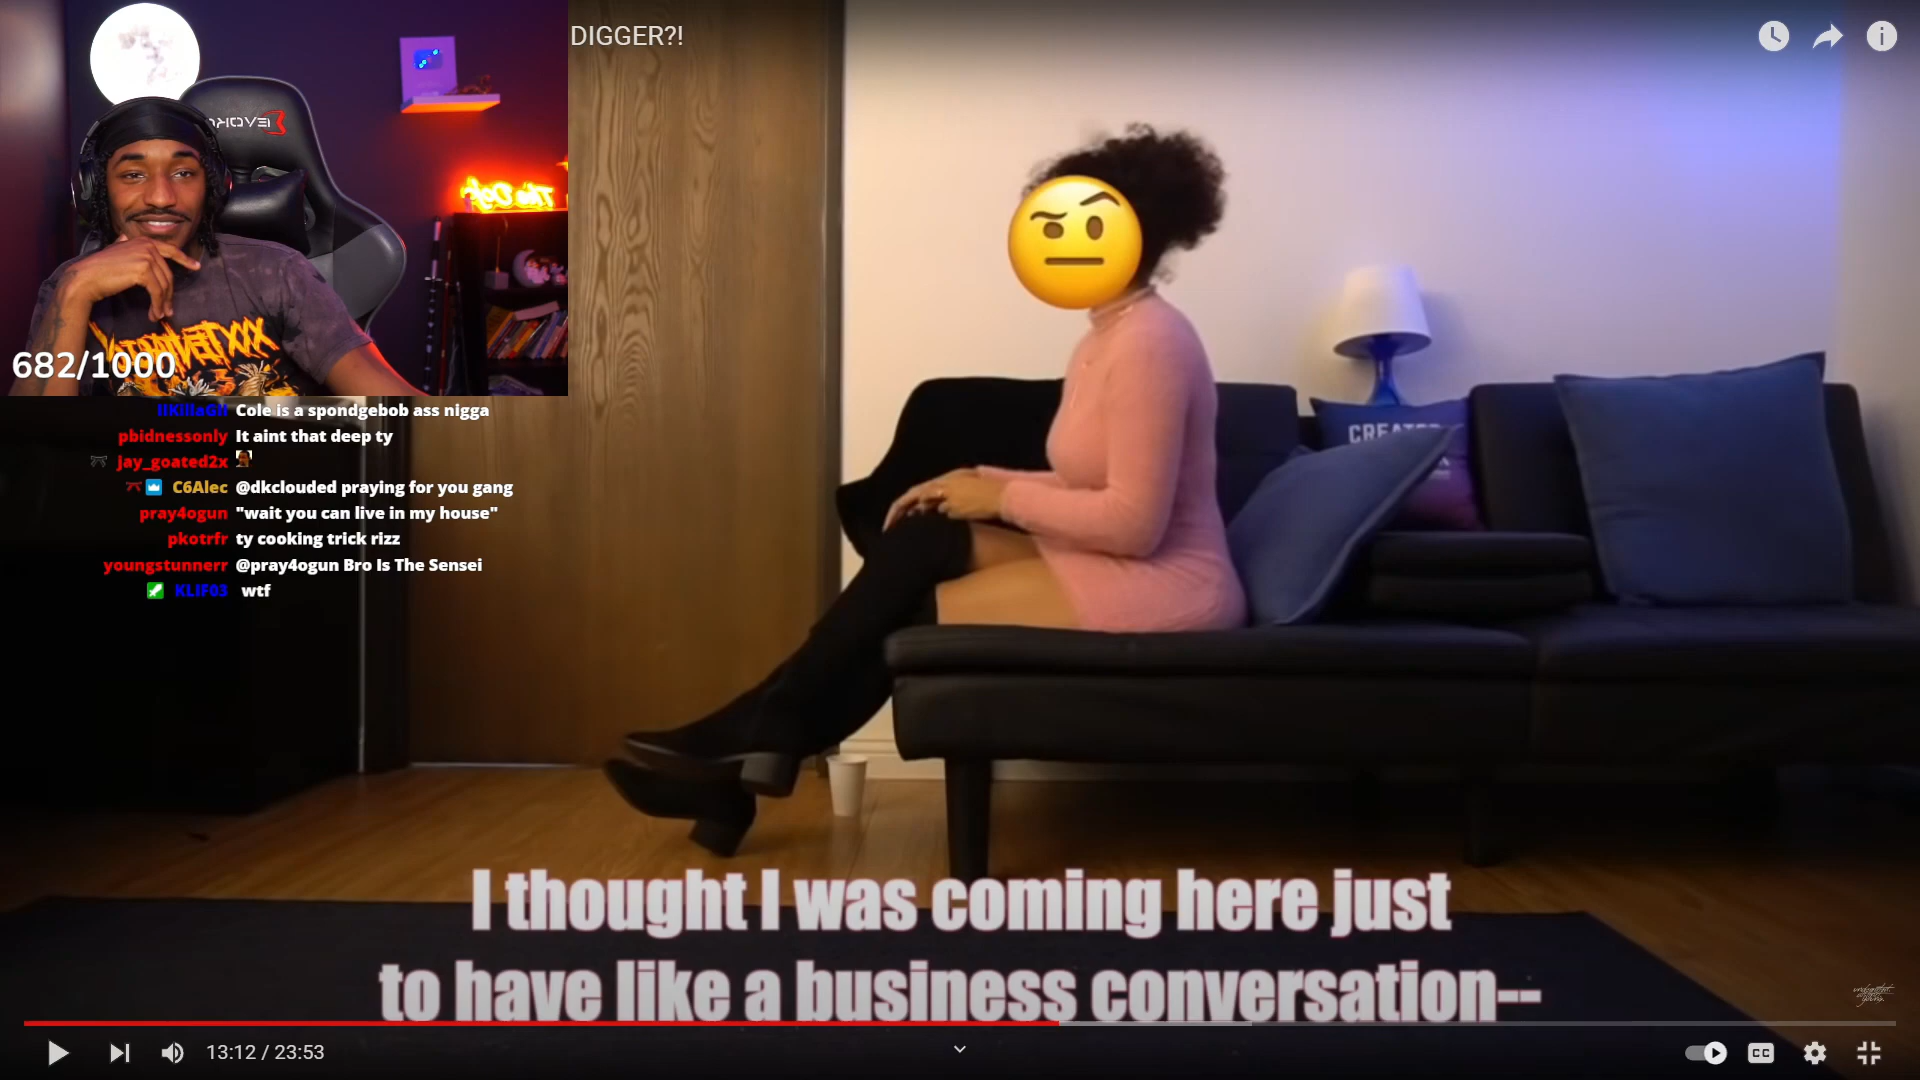 DIGGER?!
682/1000
IIKillaGII Cole is a spondgebob ass nigga
pbidnessonly It aint that deep ty
jay_goated2x
C6Alec @dkclouded praying for you gang
pray4ogun "wait you can live in my house"
pkotrfr ty cooking trick rizz
youngstunnerr @pray4ogun Bro Is The Sensei
KLIF03 wtf
I thought I was coming here just
to have like a business conversation--
13:12 / 23:53
CC